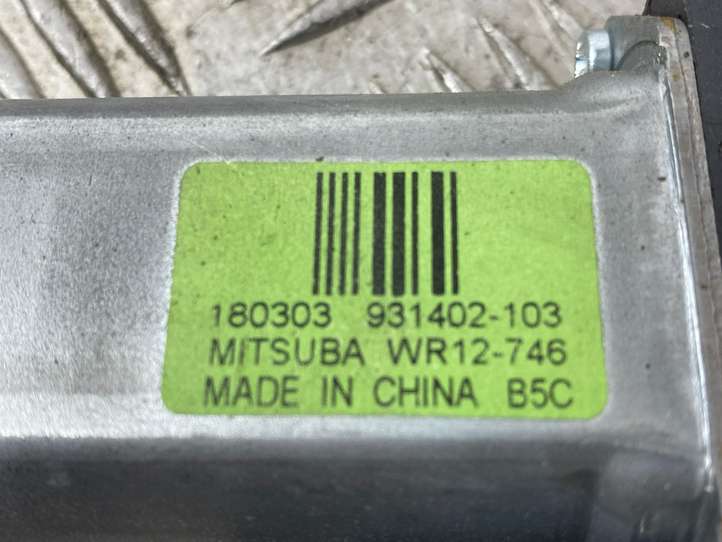 180303 931402-103
MITSUBA WR12-746
MADE IN CHINA B5C